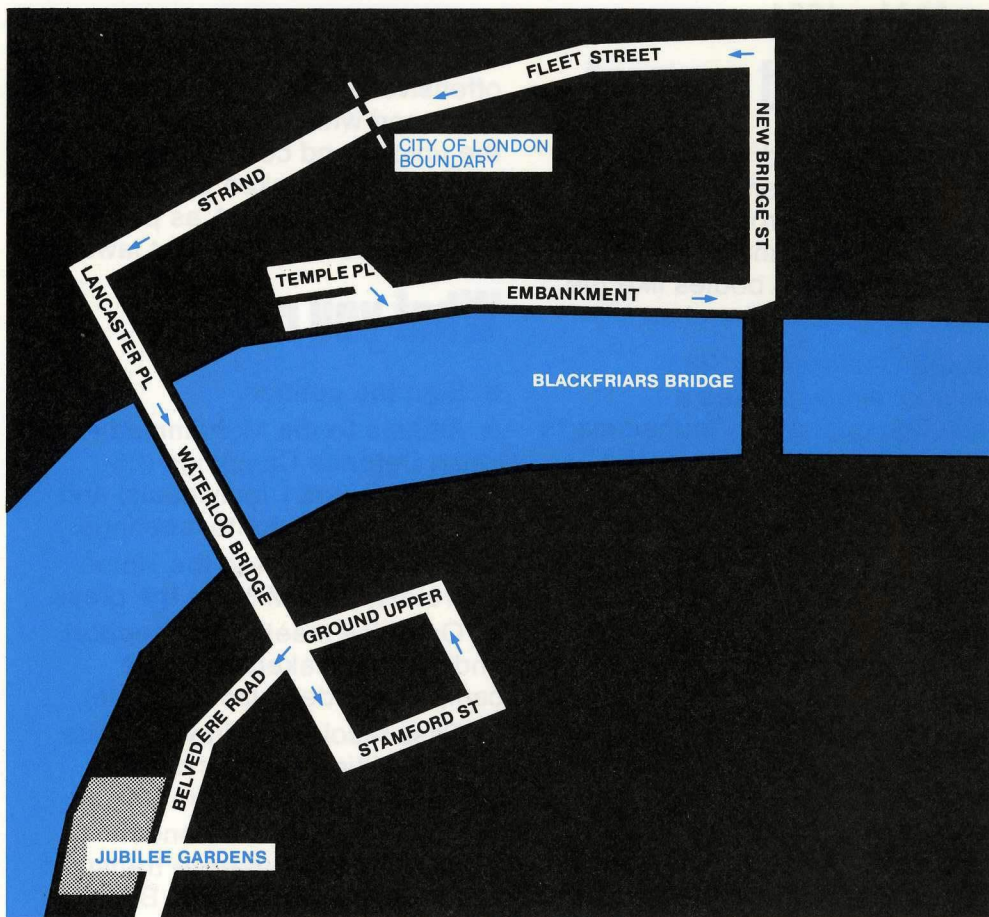 FLEET STREET
CITY OF LONDON
BOUNDARY
NEW BRIDGE ST
STRAND
TEMPLE PL
EMBANKMENT
LANCASTER PL
BLACKFRIARS BRIDGE
WATERLOO BRIDGE
GROUND UPPER
BELVEDERE ROAD
STAMFORD ST
JUBILEE GARDENS